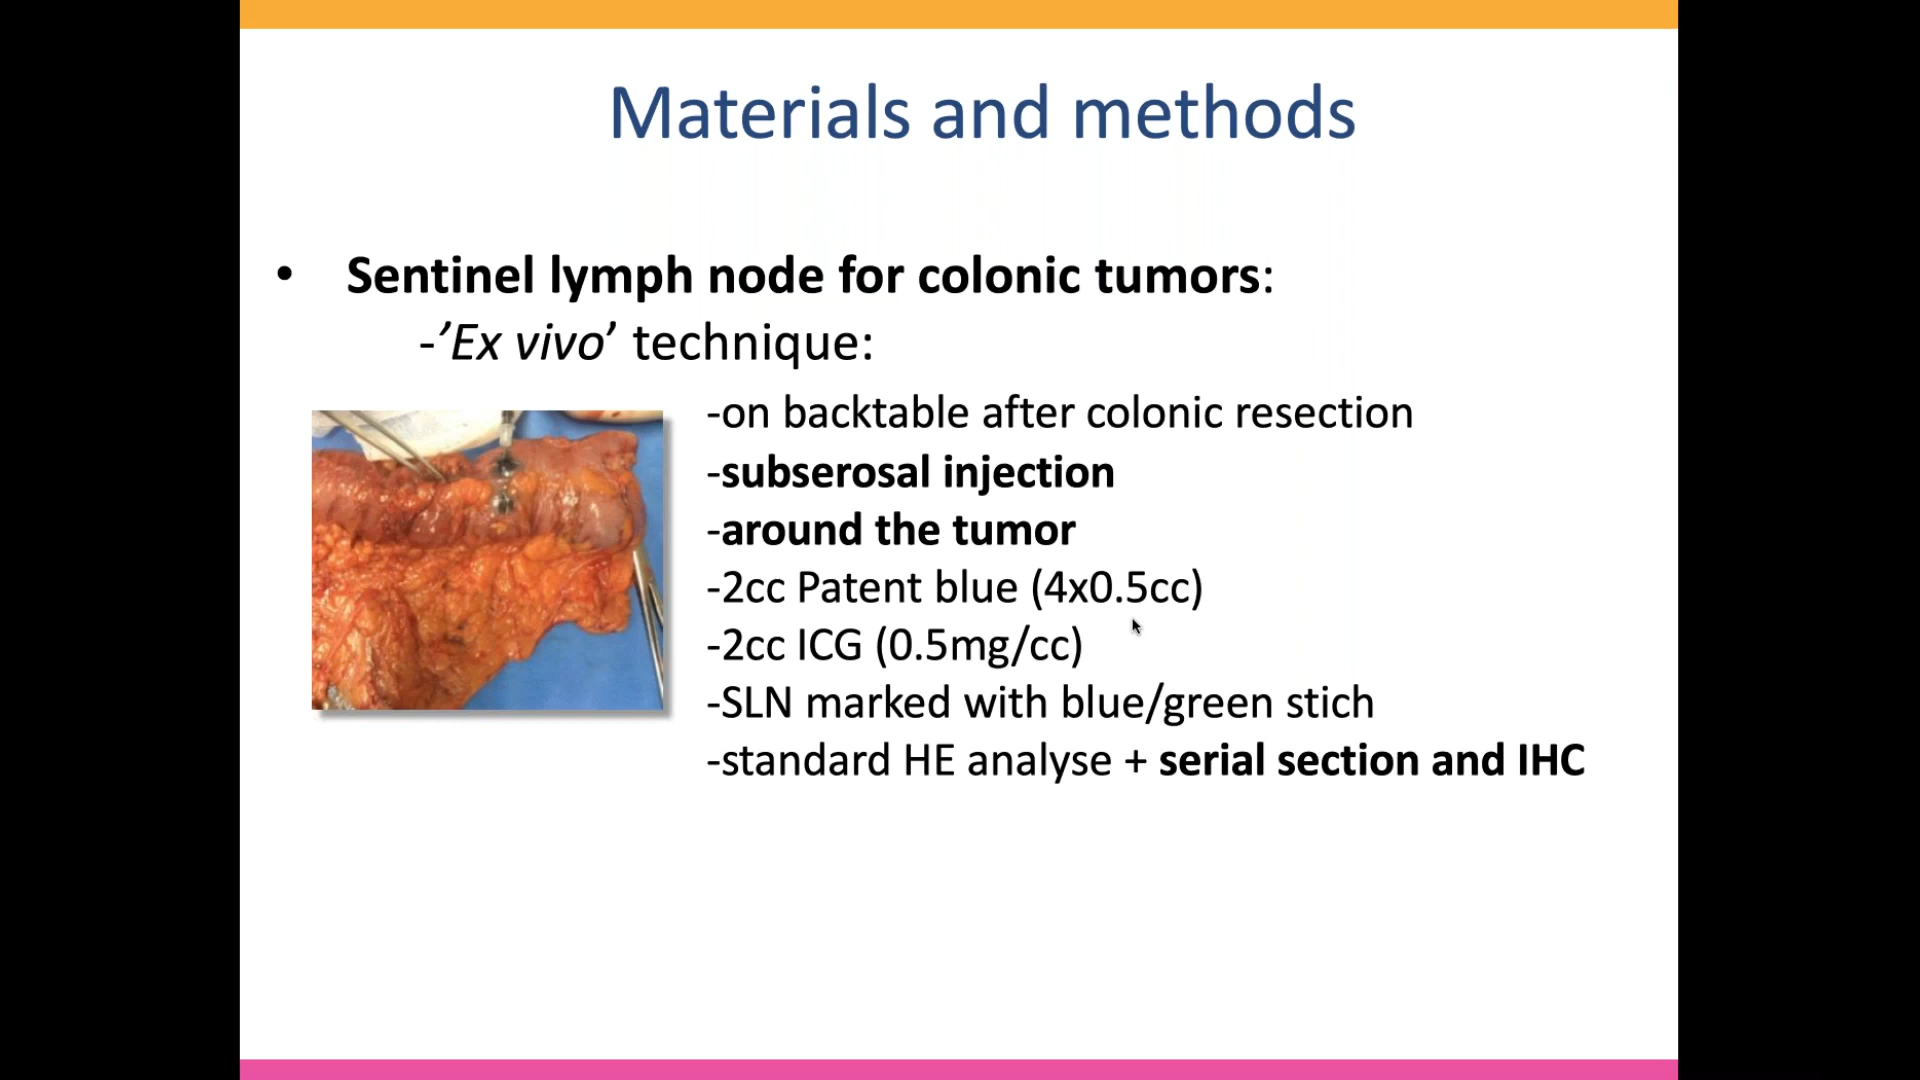 Materials and methods
• Sentinel lymph node for colonic tumors:
-’Ex vivo’ technique:
-on backtable after colonic resection
-subserosal injection
-around the tumor
-2cc Patent blue (4x0.5cc)
-2cc ICG (0.5mg/cc)
-SLN marked with blue/green stich
-standard HE analyse + serial section and IHC